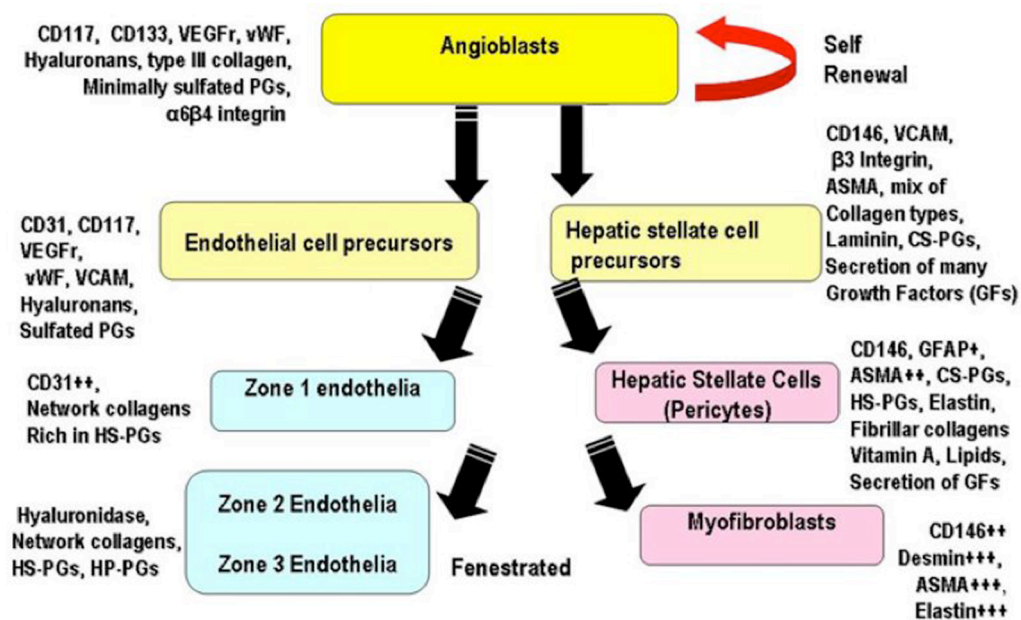 CD117, CD133, VEGFr, vWF,
Hyaluronans, type III collagen,
Minimally sulfated PGs,
α6β4 integrin
Angioblasts
Self
Renewal
CD31, CD117,
VEGFr,
vWF, VCAM,
Hyaluronans,
Sulfated PGs
Endothelial cell precursors
Hepatic stellate cell
precursors
CD146, VCAM,
β3 Integrin,
ASMA, mix of
Collagen types,
Laminin, CS-PGs,
Secretion of many
Growth Factors (GFs)
CD31++,
Network collagens
Rich in HS-PGs
Zone 1 endothelia
Hepatic Stellate Cells
(Pericytes)
CD146, GFAP+,
ASMA++, CS-PGs,
HS-PGs, Elastin,
Fibrillar collagens
Vitamin A, Lipids,
Secretion of GFs
Hyaluronidase,
Network collagens,
HS-PGs, HP-PGs
Zone 2 Endothelia
Zone 3 Endothelia
Fenestrated
Myofibroblasts
CD146++
Desmin+++,
ASMA+++,
Elastin+++